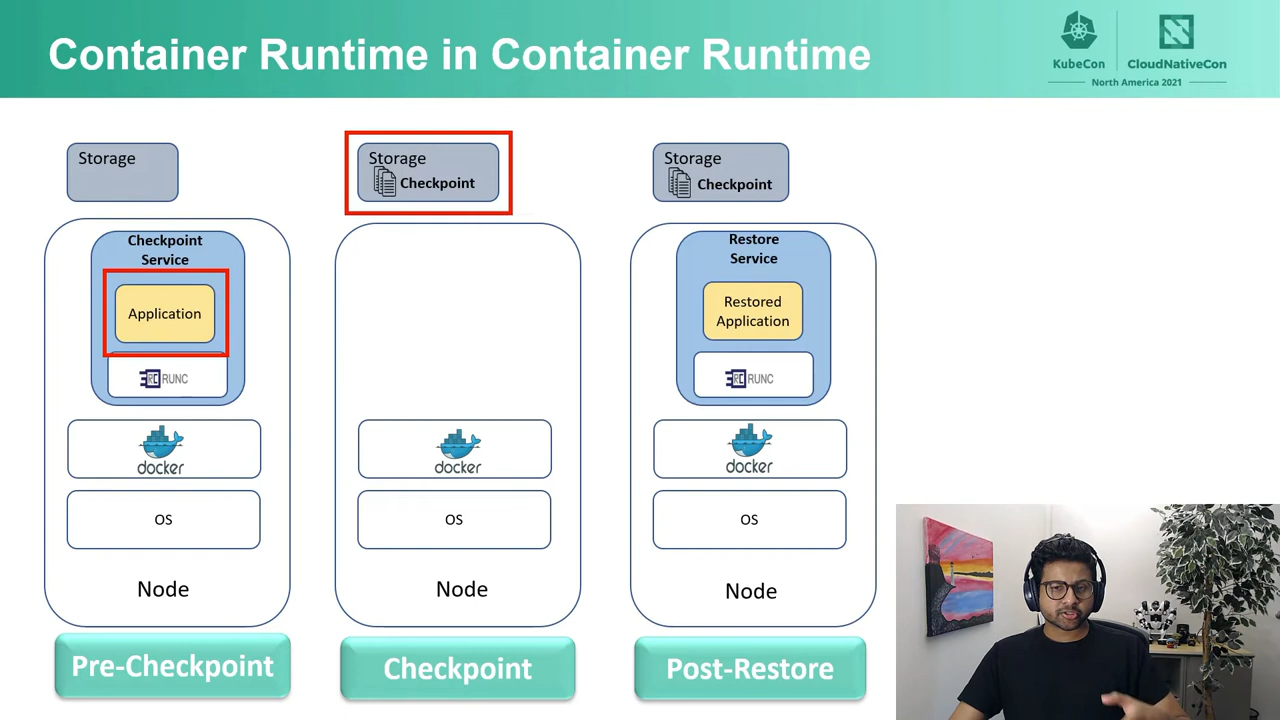 Container Runtime in Container Runtime
KubeCon
CloudNativeCon
North America 2021
Storage
Checkpoint
Service
Application
RUNC
docker
OS
Node
Pre-Checkpoint
Storage
Checkpoint
docker
OS
Node
Checkpoint
Storage
Checkpoint
Restore
Service
Restored
Application
RUNC
docker
OS
Node
Post-Restore